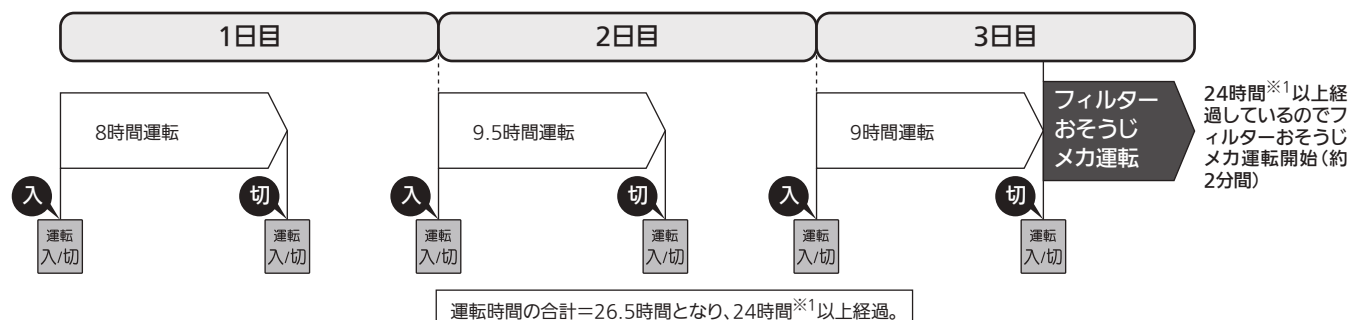 1日目
2日目
3日目
8時間運転
9.5時間運転
9時間運転
フィルター
おそうじ
メカ運転
24時間※1以上経
過しているのでフ
ィルターおそうじ
メカ運転開始(約
2分間)
入
切
入
切
入
切
運転
入/切
運転
入/切
運転
入/切
運転
入/切
運転
入/切
運転
入/切
運転時間の合計=26.5時間となり、24時間※1以上経過。